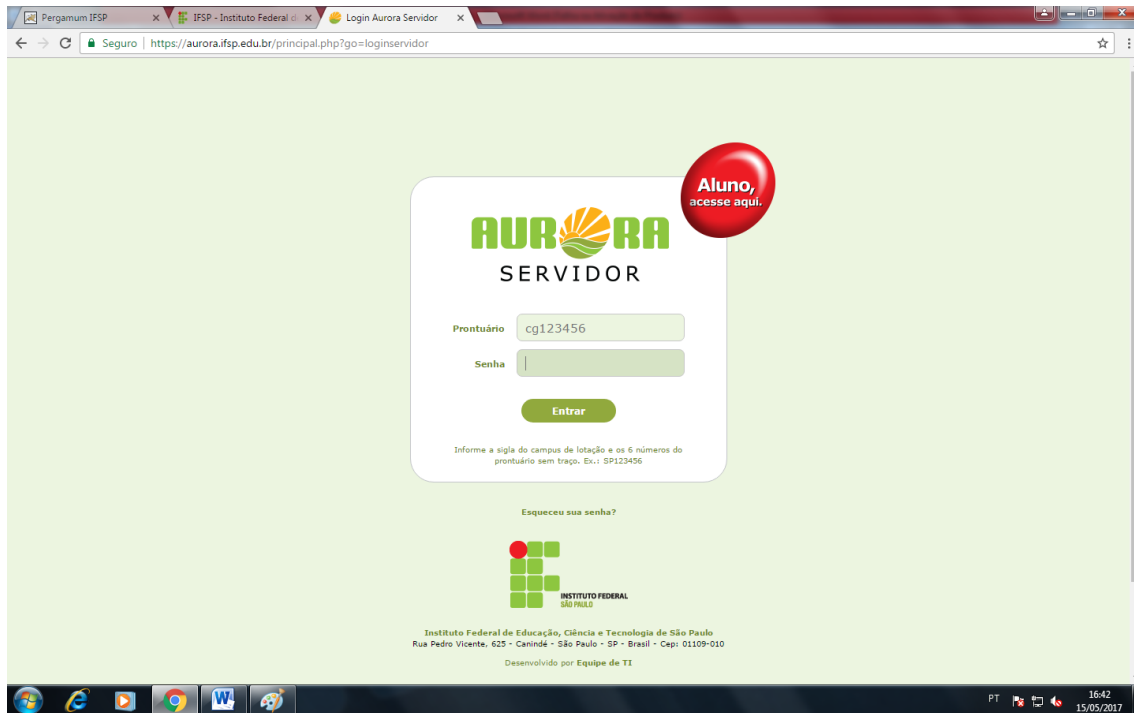 Pergamum IFSP
IFSP - Instituto Federal d
Login Aurora Servidor
Seguro | https://aurora.ifsp.edu.br/principal.php?go=loginservidor
Aluno,
acesse aqui.
AURORA
SERVIDOR
Prontuário cg123456
Senha
Entrar
Informe a sigla do campus de lotação e os 6 números do
prontuário sem traço. Ex.: SP123456
Esqueceu sua senha?
INSTITUTO FEDERAL
SÃO PAULO
Instituto Federal de Educação, Ciência e Tecnologia de São Paulo
Rua Pedro Vicente, 625 - Canindé - São Paulo - SP - Brasil - Cep: 01109-010
Desenvolvido por Equipe de TI
PT 16:42
15/05/2017